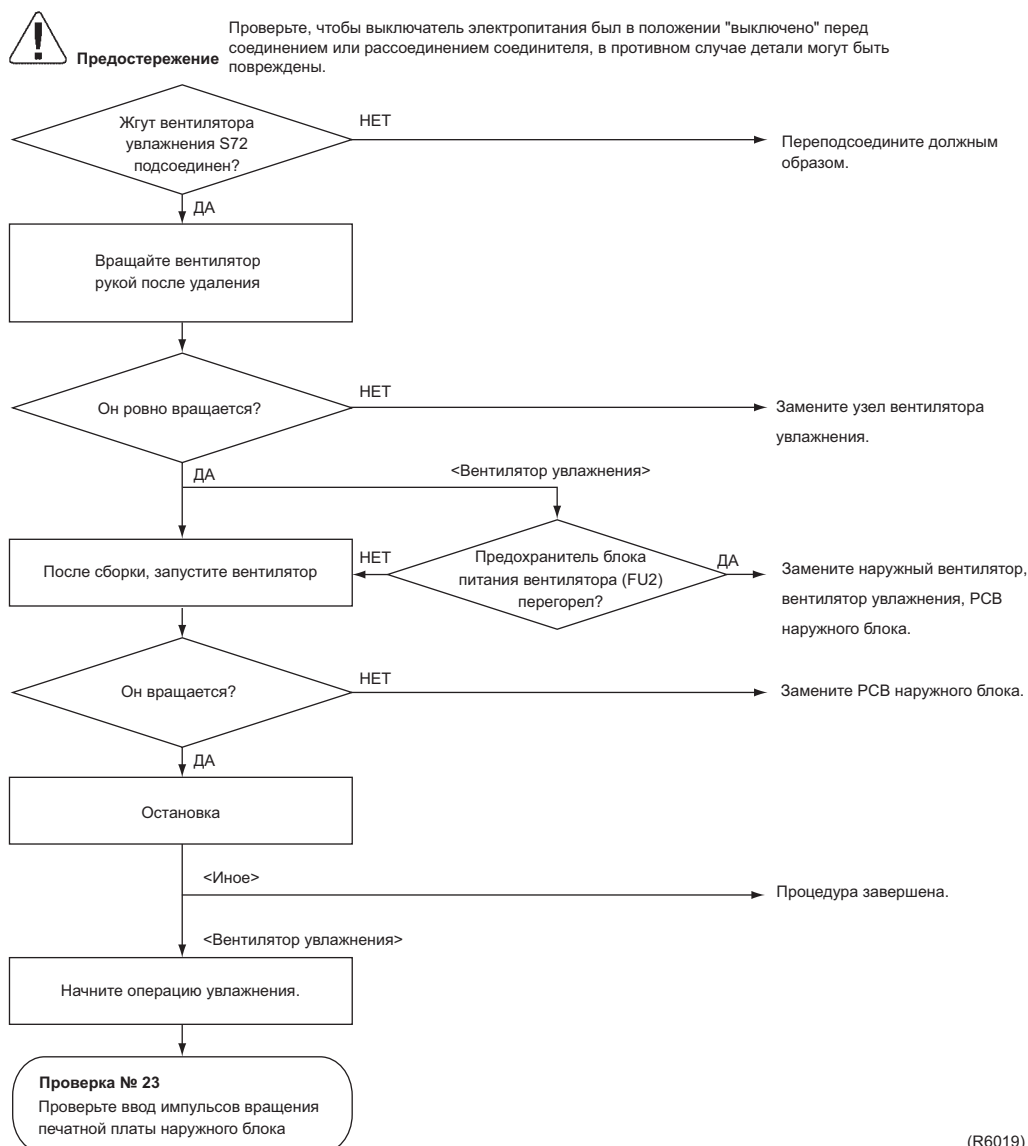 Проверьте, чтобы выключатель электропитания был в положении "выключено" перед
соединением или рассоединением соединителя, в противном случае детали могут быть
повреждены.
Предостережение
Жгут вентилятора
увлажнения S72
подсоединен?
НЕТ
Переподсоедините должным
образом.
ДА
Вращайте вентилятор
рукой после удаления
Он ровно вращается?
НЕТ
Замените узел вентилятора
увлажнения.
ДА
<Вентилятор увлажнения>
После сборки, запустите вентилятор
НЕТ
Предохранитель блока
питания вентилятора (FU2)
перегорел?
ДА
Замените наружный вентилятор,
вентилятор увлажнения, PCB
наружного блока.
Он вращается?
НЕТ
Замените PCB наружного блока.
ДА
Остановка
<Иное>
Процедура завершена.
<Вентилятор увлажнения>
Начните операцию увлажнения.
Проверка № 23
Проверьте ввод импульсов вращения
печатной платы наружного блока
(R6019)